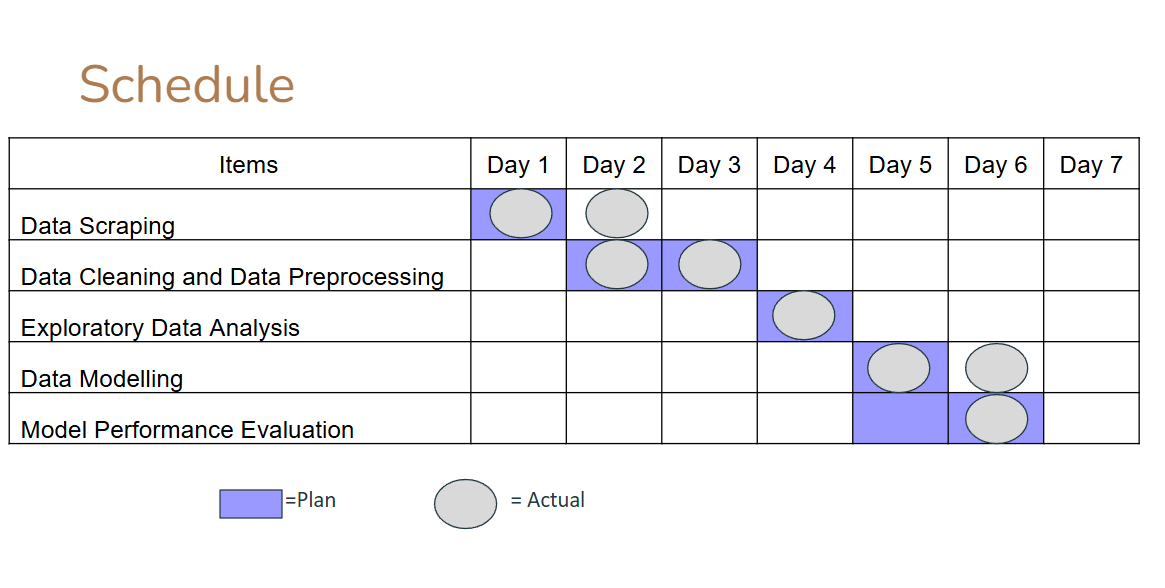 Schedule
Items Day 1 Day 2 Day 3 Day 4 Day 5 Day 6 Day 7
Data Scraping
Data Cleaning and Data Preprocessing
Exploratory Data Analysis
Data Modelling
Model Performance Evaluation
=Plan = Actual